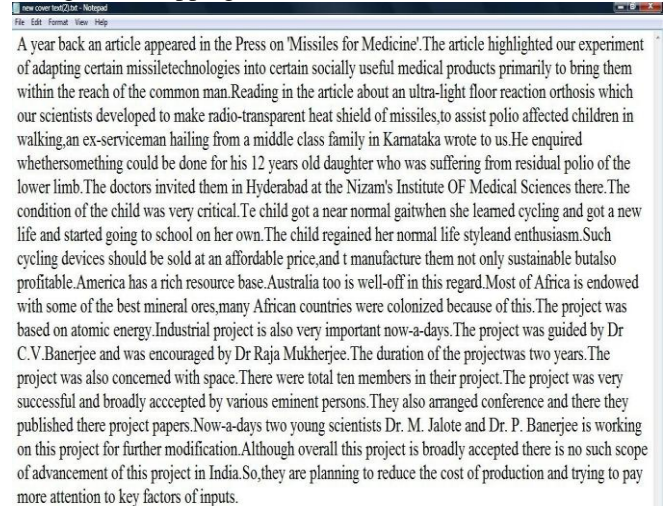 new cover text(2).txt - Notepad
File Edit Format View Help
A year back an article appeared in the Press on 'Missiles for Medicine'.The article highlighted our experiment
of adapting certain missiletechnologies into certain socially useful medical products primarily to bring them
within the reach of the common man.Reading in the article about an ultra-light floor reaction orthosis which
our scientists developed to make radio-transparent heat shield of missiles,to assist polio affected children in
walking,an ex-serviceman hailing from a middle class family in Karnataka wrote to us.He enquired
whethersomething could be done for his 12 years old daughter who was suffering from residual polio of the
lower limb.The doctors invited them in Hyderabad at the Nizam's Institute OF Medical Sciences there.The
condition of the child was very critical.Te child got a near normal gaitwhen she learned cycling and got a new
life and started going to school on her own.The child regained her normal life styleand enthusiasm.Such
cycling devices should be sold at an affordable price,and t manufacture them not only sustainable butalso
profitable.America has a rich resource base.Australia too is well-off in this regard.Most of Africa is endowed
with some of the best mineral ores,many African countries were colonized because of this.The project was
based on atomic energy.Industrial project is also very important now-a-days.The project was guided by Dr
C.V.Banerjee and was encouraged by Dr Raja Mukherjee.The duration of the projectwas two years.The
project was also concerned with space.There were total ten members in their project.The project was very
successful and broadly acccepted by various eminent persons.They also arranged conference and there they
published there project papers.Now-a-days two young scientists Dr. M. Jalote and Dr. P. Banerjee is working
on this project for further modification.Although overall this project is broadly accepted there is no such scope
of advancement of this project in India.So,they are planning to reduce the cost of production and trying to pay
more attention to key factors of inputs.